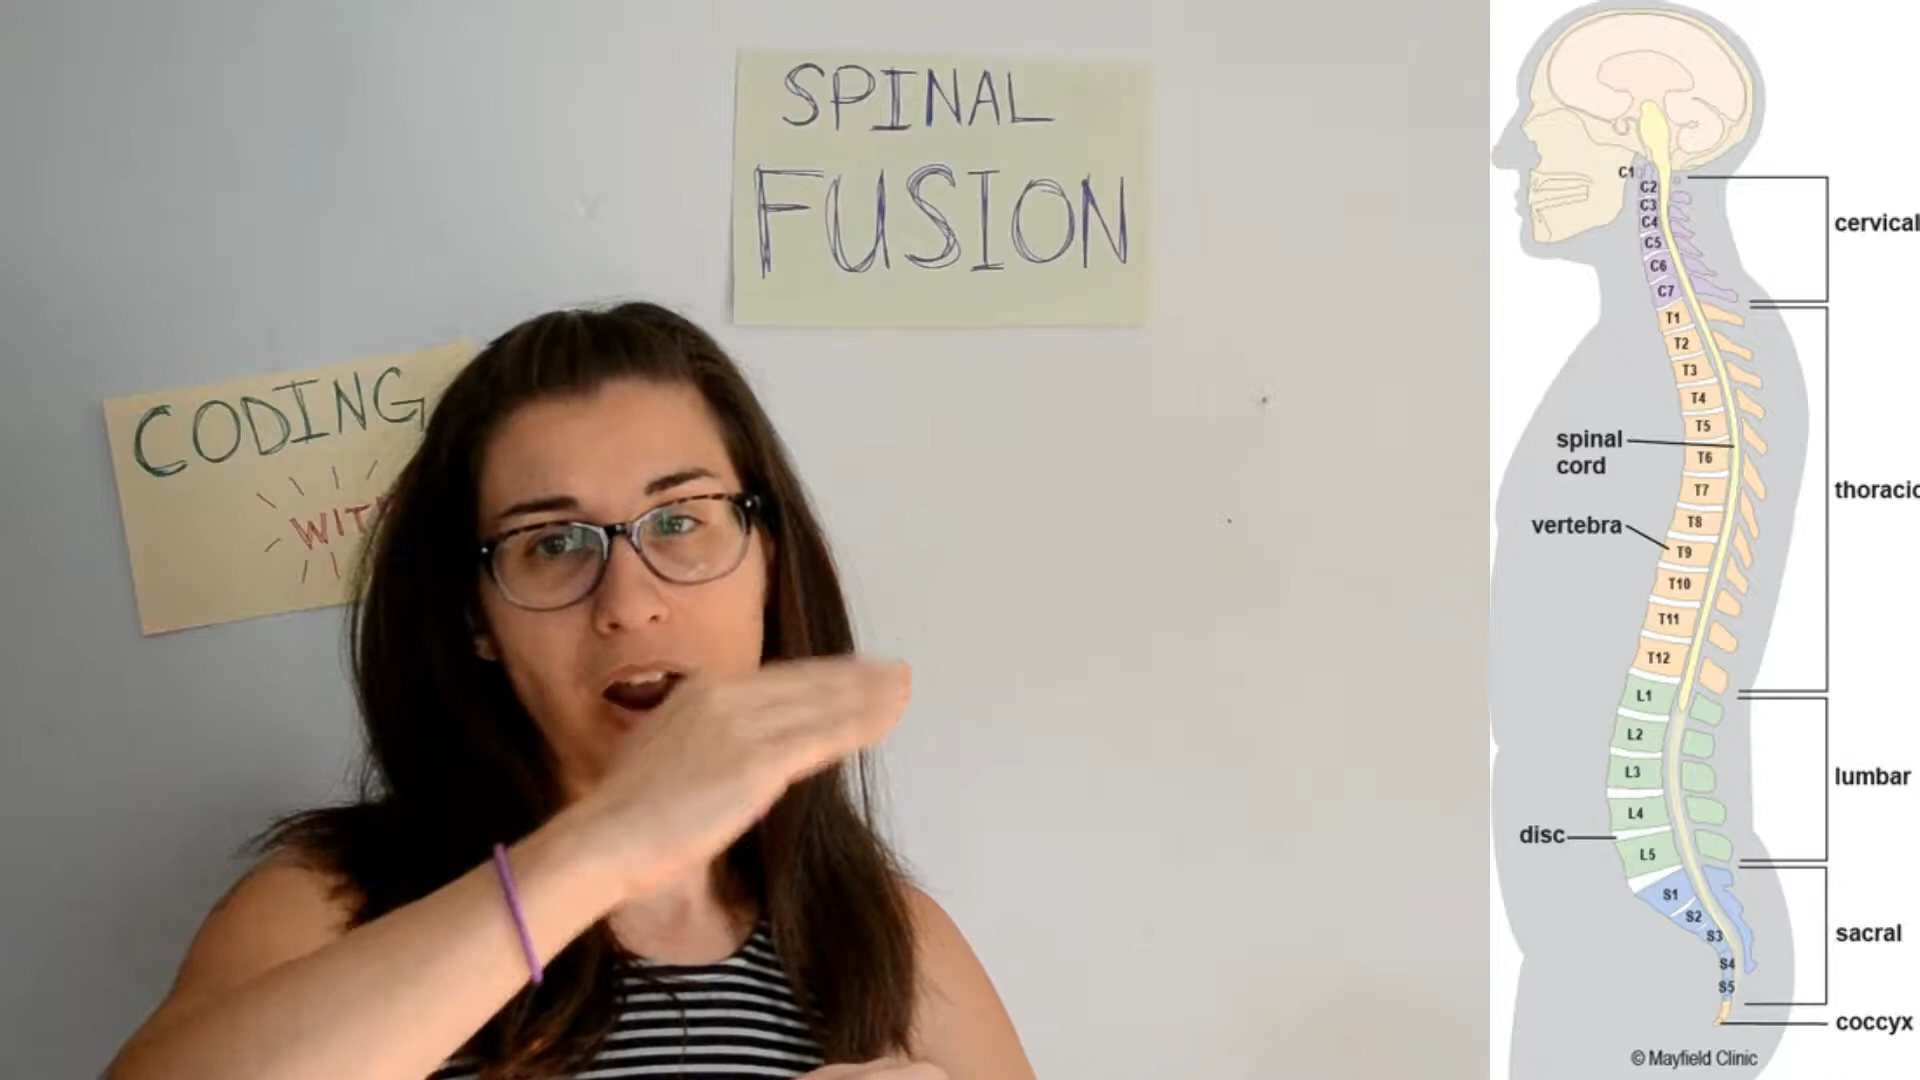 SPINAL
FUSION
CODING
WITH
C1
C2
C3
C4
C5
C6
C7
T1
T2
T3
T4
T5
T6
T7
T8
T9
T10
T11
T12
L1
L2
L3
L4
L5
S1
S2
S3
S4
S5
cervical
thoracic
spinal
cord
vertebra
lumbar
disc
sacral
coccyx
© Mayfield Clinic